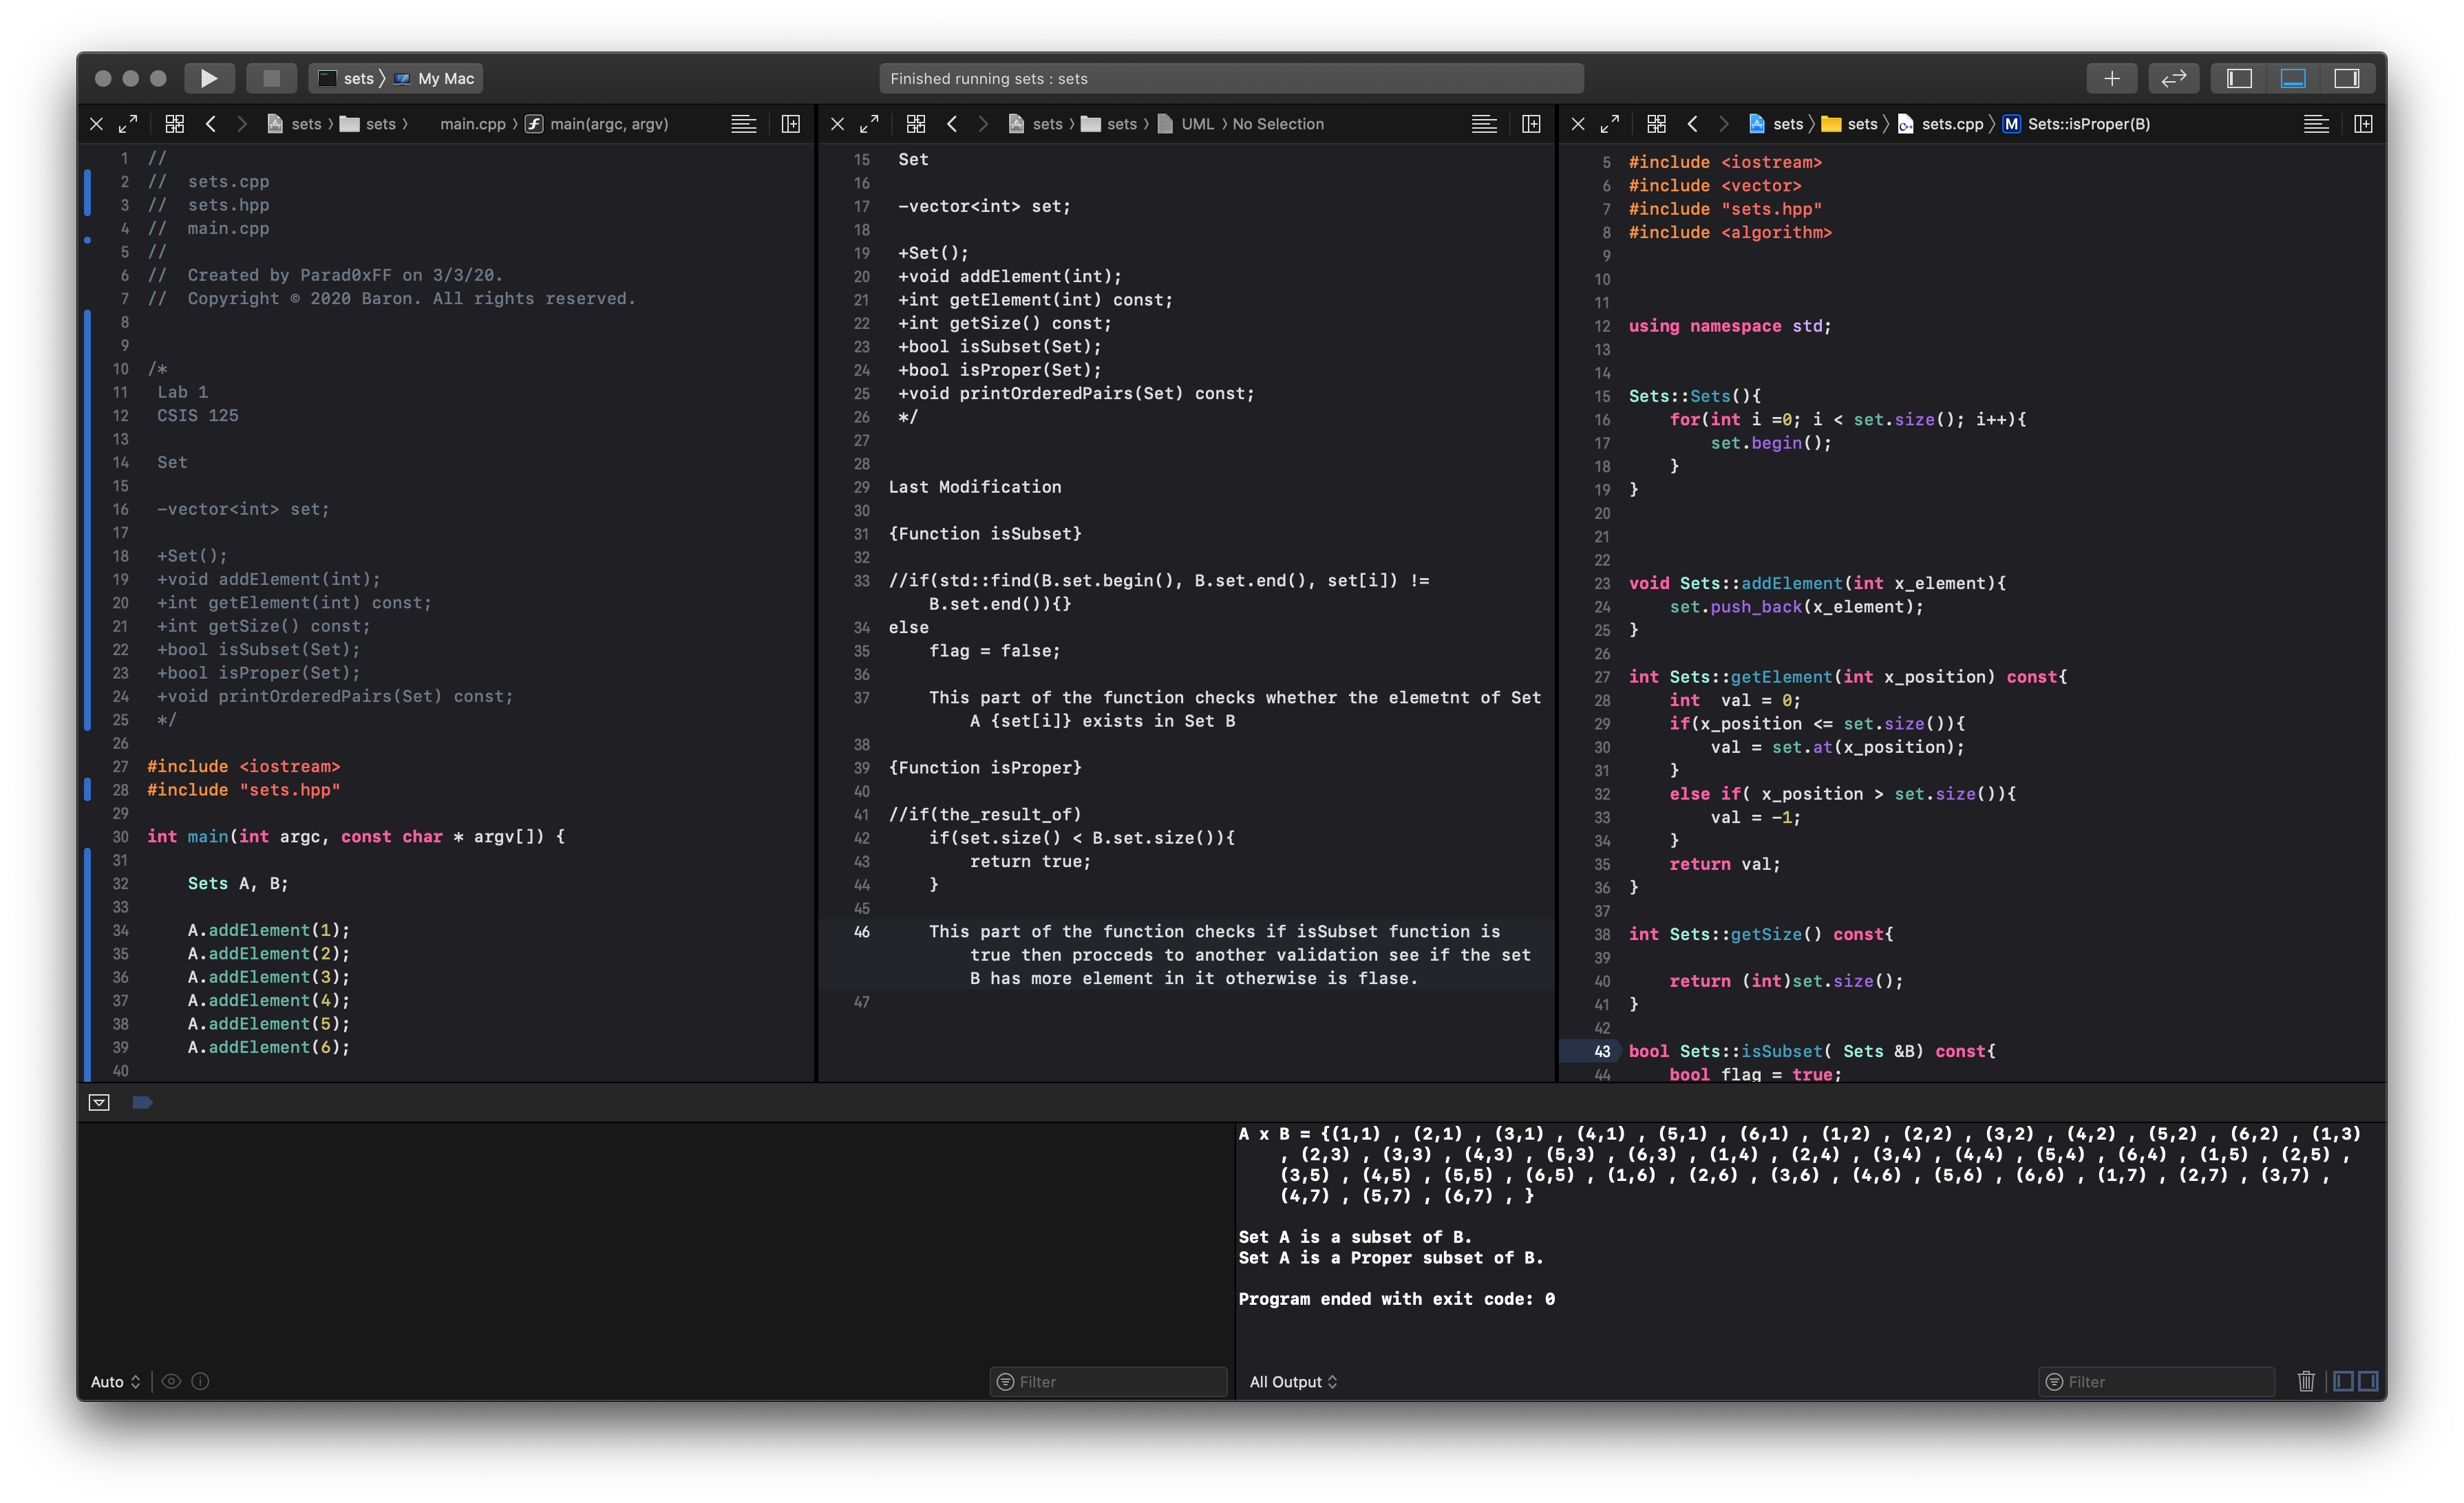 sets 〉 My Mac
Finished running sets : sets
sets 〉 sets 〉 main.cpp 〉 f main(argc, argv)
1 //
2 //  sets.cpp
3 //  sets.hpp
4 //  main.cpp
5 //
6 //  Created by Parad0xFF on 3/3/20.
7 //  Copyright © 2020 Baron. All rights reserved.
8
9
10 /*
11  Lab 1
12  CSIS 125
13
14  Set
15
16  -vector<int> set;
17
18  +Set();
19  +void addElement(int);
20  +int getElement(int) const;
21  +int getSize() const;
22  +bool isSubset(Set);
23  +bool isProper(Set);
24  +void printOrderedPairs(Set) const;
25  */
26
27 #include <iostream>
28 #include "sets.hpp"
29
30 int main(int argc, const char * argv[]) {
31
32     Sets A, B;
33
34     A.addElement(1);
35     A.addElement(2);
36     A.addElement(3);
37     A.addElement(4);
38     A.addElement(5);
39     A.addElement(6);
40
sets 〉 sets 〉 UML 〉 No Selection
15  Set
16
17  -vector<int> set;
18
19  +Set();
20  +void addElement(int);
21  +int getElement(int) const;
22  +int getSize() const;
23  +bool isSubset(Set);
24  +bool isProper(Set);
25  +void printOrderedPairs(Set) const;
26  */
27
28
29 Last Modification
30
31 {Function isSubset}
32
33 //if(std::find(B.set.begin(), B.set.end(), set[i]) !=
B.set.end()){}
34 else
35     flag = false;
36
37     This part of the function checks whether the elemetnt of Set
A {set[i]} exists in Set B
38
39 {Function isProper}
40
41 //if(the_result_of)
42     if(set.size() < B.set.size()){
43         return true;
44     }
45
46     This part of the function checks if isSubset function is
true then procceds to another validation see if the set
B has more element in it otherwise is flase.
47
sets 〉 sets 〉 sets.cpp 〉 M Sets::isProper(B)
5 #include <iostream>
6 #include <vector>
7 #include "sets.hpp"
8 #include <algorithm>
9
10
11
12 using namespace std;
13
14
15 Sets::Sets(){
16     for(int i =0; i < set.size(); i++){
17         set.begin();
18     }
19 }
20
21
22
23 void Sets::addElement(int x_element){
24     set.push_back(x_element);
25 }
26
27 int Sets::getElement(int x_position) const{
28     int  val = 0;
29     if(x_position <= set.size()){
30         val = set.at(x_position);
31     }
32     else if( x_position > set.size()){
33         val = -1;
34     }
35     return val;
36 }
37
38 int Sets::getSize() const{
39
40     return (int)set.size();
41 }
42
43 bool Sets::isSubset( Sets &B) const{
44     bool flag = true;
A x B = {(1,1) , (2,1) , (3,1) , (4,1) , (5,1) , (6,1) , (1,2) , (2,2) , (3,2) , (4,2) , (5,2) , (6,2) , (1,3)
, (2,3) , (3,3) , (4,3) , (5,3) , (6,3) , (1,4) , (2,4) , (3,4) , (4,4) , (5,4) , (6,4) , (1,5) , (2,5) ,
(3,5) , (4,5) , (5,5) , (6,5) , (1,6) , (2,6) , (3,6) , (4,6) , (5,6) , (6,6) , (1,7) , (2,7) , (3,7) ,
(4,7) , (5,7) , (6,7) , }
Set A is a subset of B.
Set A is a Proper subset of B.
Program ended with exit code: 0
Auto
Filter
All Output
Filter